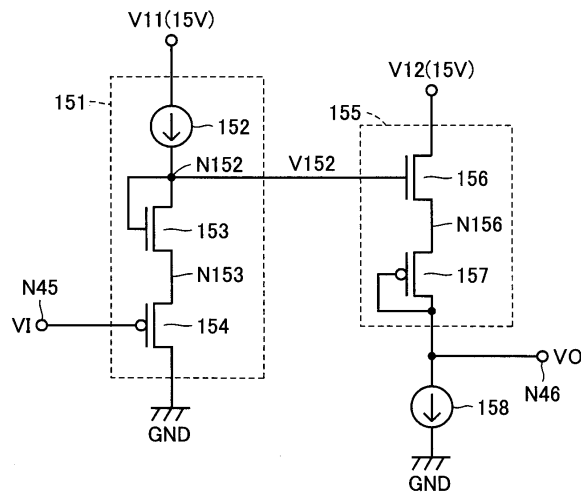 V11(15V)
V12(15V)
151
155
152
N152
V152
156
153
N156
N153
157
N45
VI
154
VO
N46
158
GND
GND